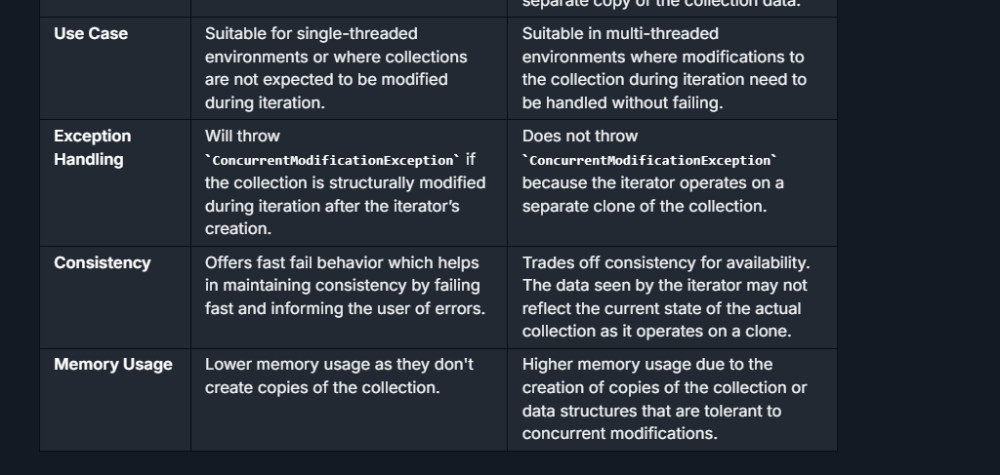 separate copy of the collection data.
Use Case
Suitable for single-threaded
environments or where collections
are not expected to be modified
during iteration.
Suitable in multi-threaded
environments where modifications to
the collection during iteration need to
be handled without failing.
Exception
Handling
Will throw
`ConcurrentModificationException` if
the collection is structurally modified
during iteration after the iterator’s
creation.
Does not throw
`ConcurrentModificationException`
because the iterator operates on a
separate clone of the collection.
Consistency
Offers fast fail behavior which helps
in maintaining consistency by failing
fast and informing the user of errors.
Trades off consistency for availability.
The data seen by the iterator may not
reflect the current state of the actual
collection as it operates on a clone.
Memory Usage
Lower memory usage as they don't
create copies of the collection.
Higher memory usage due to the
creation of copies of the collection or
data structures that are tolerant to
concurrent modifications.